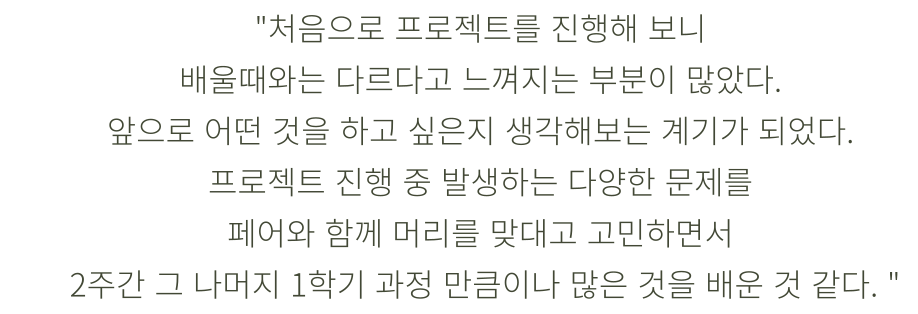 "처음으로 프로젝트를 진행해 보니
배울때와는 다르다고 느껴지는 부분이 많았다.
앞으로 어떤 것을 하고 싶은지 생각해보는 계기가 되었다.
프로젝트 진행 중 발생하는 다양한 문제를
페어와 함께 머리를 맞대고 고민하면서
2주간 그 나머지 1학기 과정 만큼이나 많은 것을 배운 것 같다. "